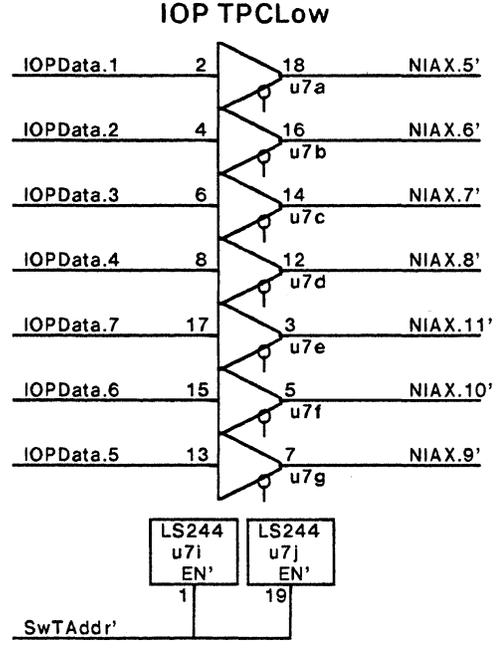 IOP TPCLow
IOPData.1 2 18 NIAX.5'
u7a
IOPData.2 4 16 NIAX.6'
u7b
IOPData.3 6 14 NIAX.7'
u7c
IOPData.4 8 12 NIAX.8'
u7d
IOPData.7 17 3 NIAX.11'
u7e
IOPData.6 15 5 NIAX.10'
u7f
IOPData.5 13 7 NIAX.9'
u7g
LS244 LS244
u7i u7j
EN' EN'
1 19
SwTAddr'